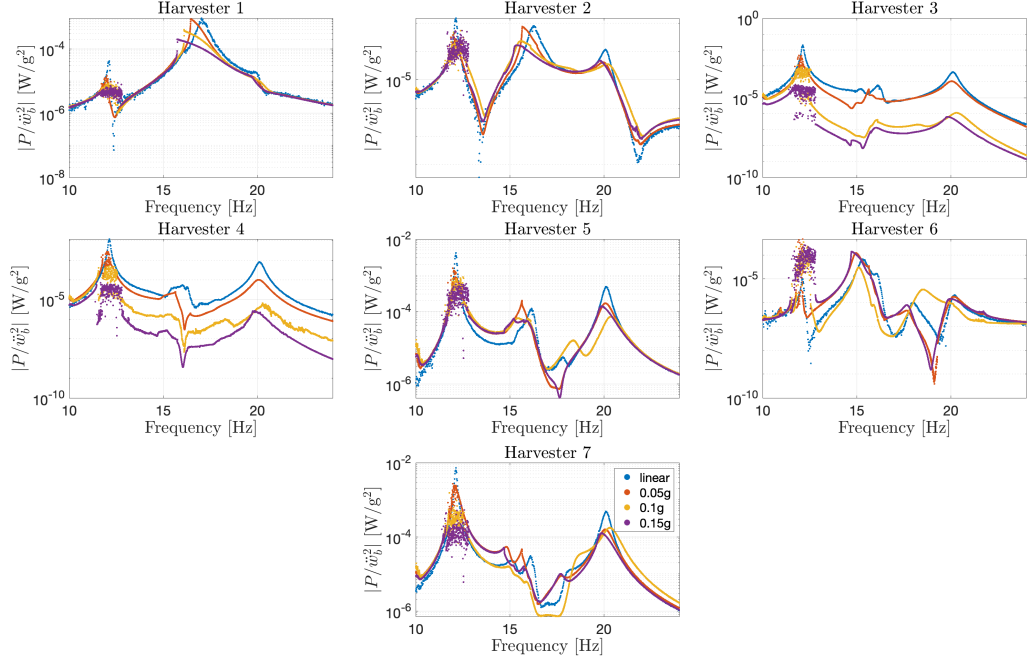 Harvester 1
|P/ẅ_b^2| [W/g^2]
10^-4
10^-6
10^-8
10
15
20
Frequency [Hz]
Harvester 2
|P/ẅ_b^2| [W/g^2]
10^-5
10
15
20
Frequency [Hz]
Harvester 3
|P/ẅ_b^2| [W/g^2]
10^0
10^-5
10^-10
10
15
20
Frequency [Hz]
Harvester 4
|P/ẅ_b^2| [W/g^2]
10^-5
10^-10
10
15
20
Frequency [Hz]
Harvester 5
|P/ẅ_b^2| [W/g^2]
10^-2
10^-4
10^-6
10
15
20
Frequency [Hz]
Harvester 6
|P/ẅ_b^2| [W/g^2]
10^-5
10^-10
10
15
20
Frequency [Hz]
Harvester 7
|P/ẅ_b^2| [W/g^2]
10^-2
10^-4
10^-6
10
15
20
Frequency [Hz]
linear
0.05g
0.1g
0.15g